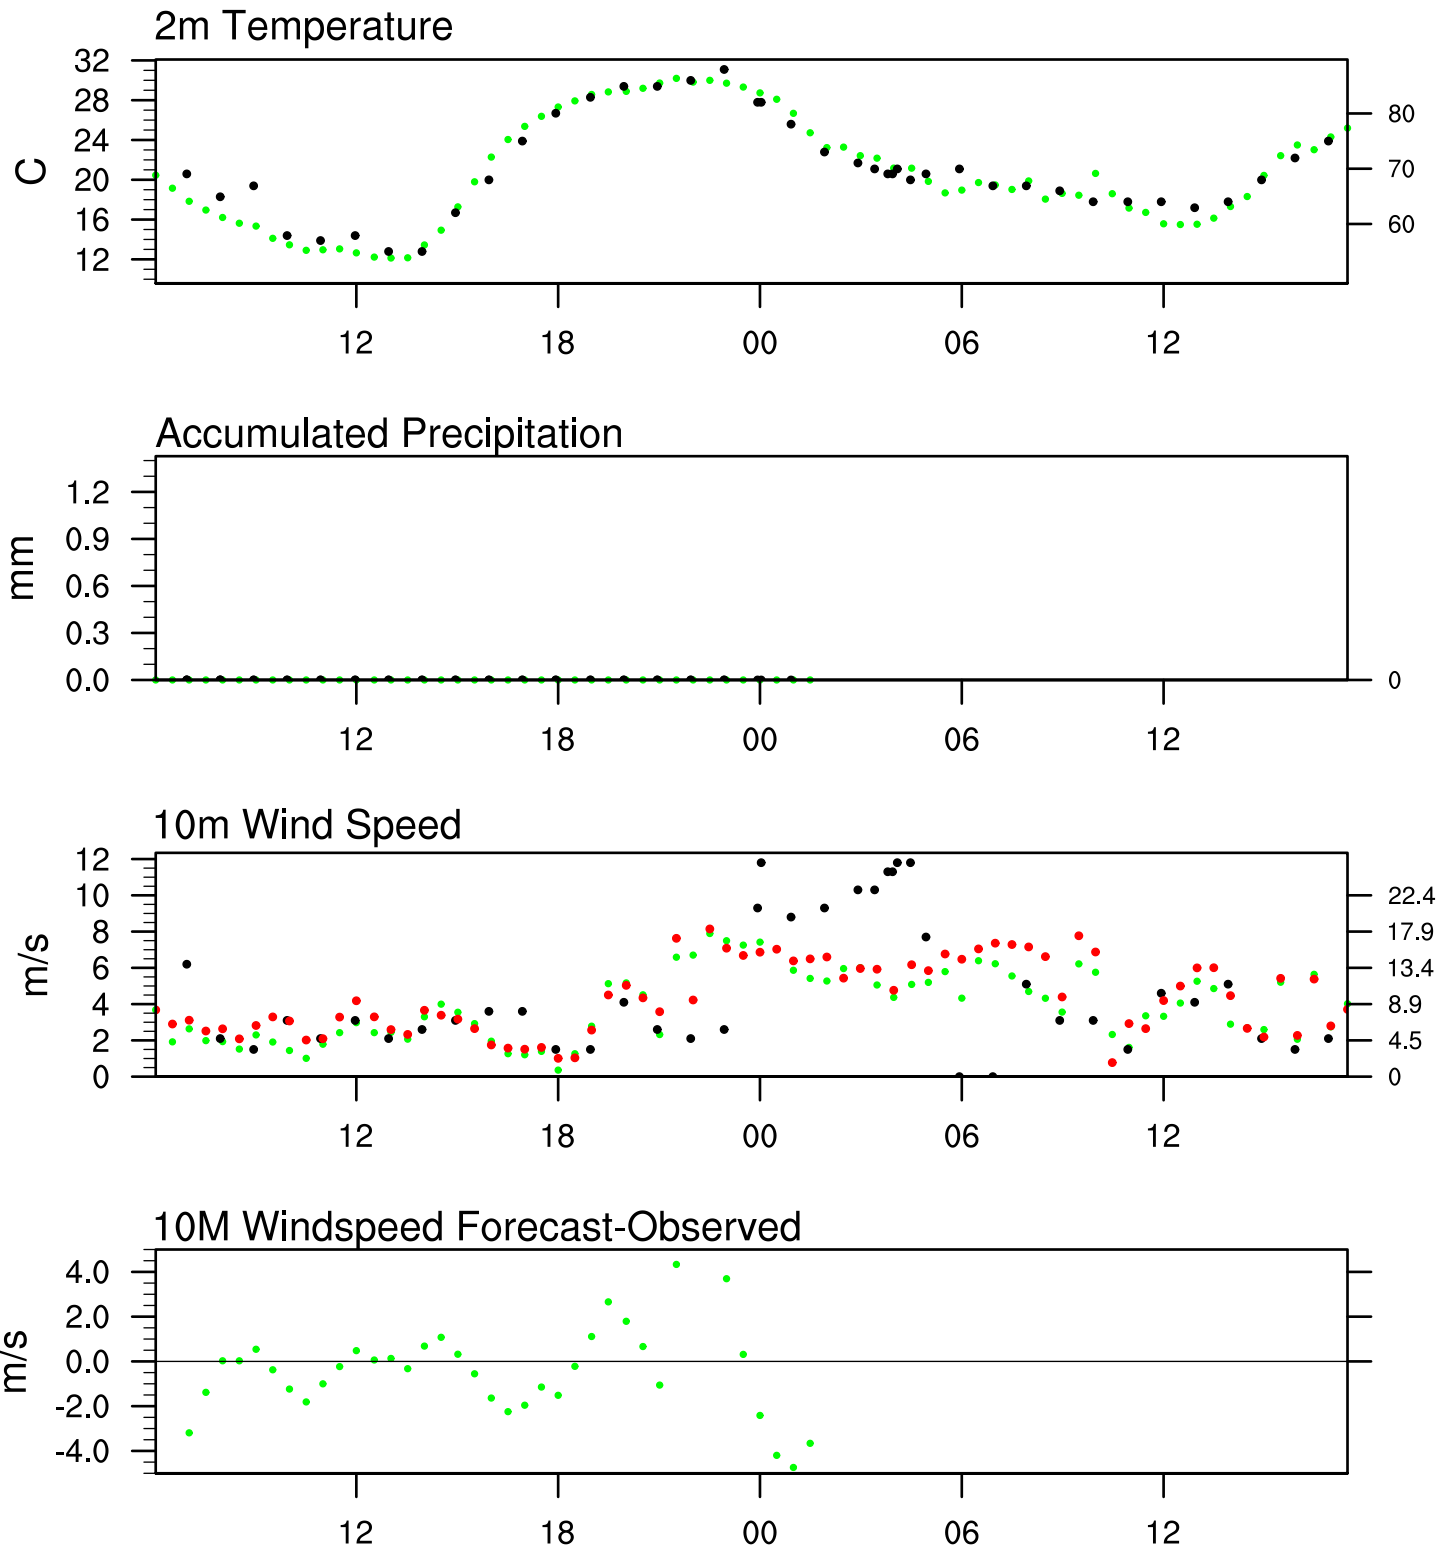 2m Temperature
32
28
24
20
16
12
C
80
70
60
12 18 00 06 12
Accumulated Precipitation
1.2
0.9
0.6
0.3
0.0
mm
0
12 18 00 06 12
10m Wind Speed
12
10
8
6
4
2
0
m/s
22.4
17.9
13.4
8.9
4.5
0
12 18 00 06 12
10M Windspeed Forecast-Observed
4.0
2.0
0.0
-2.0
-4.0
m/s
12 18 00 06 12